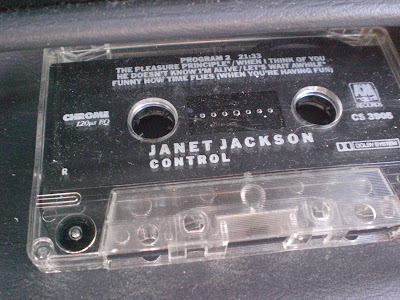 PROGRAM 2 21:33
THE PLEASURE PRINCIPLE*/WHEN I THINK OF YOU
HE DOESN'T KNOW I'M ALIVE/LET'S WAIT AWHILE*
FUNNY HOW TIME FLIES (WHEN YOU'RE HAVING FUN)
CHROME
120µs EQ
A&M
RECORDS
CS 3905
JANET JACKSON
CONTROL
DOLBY SYSTEM
R